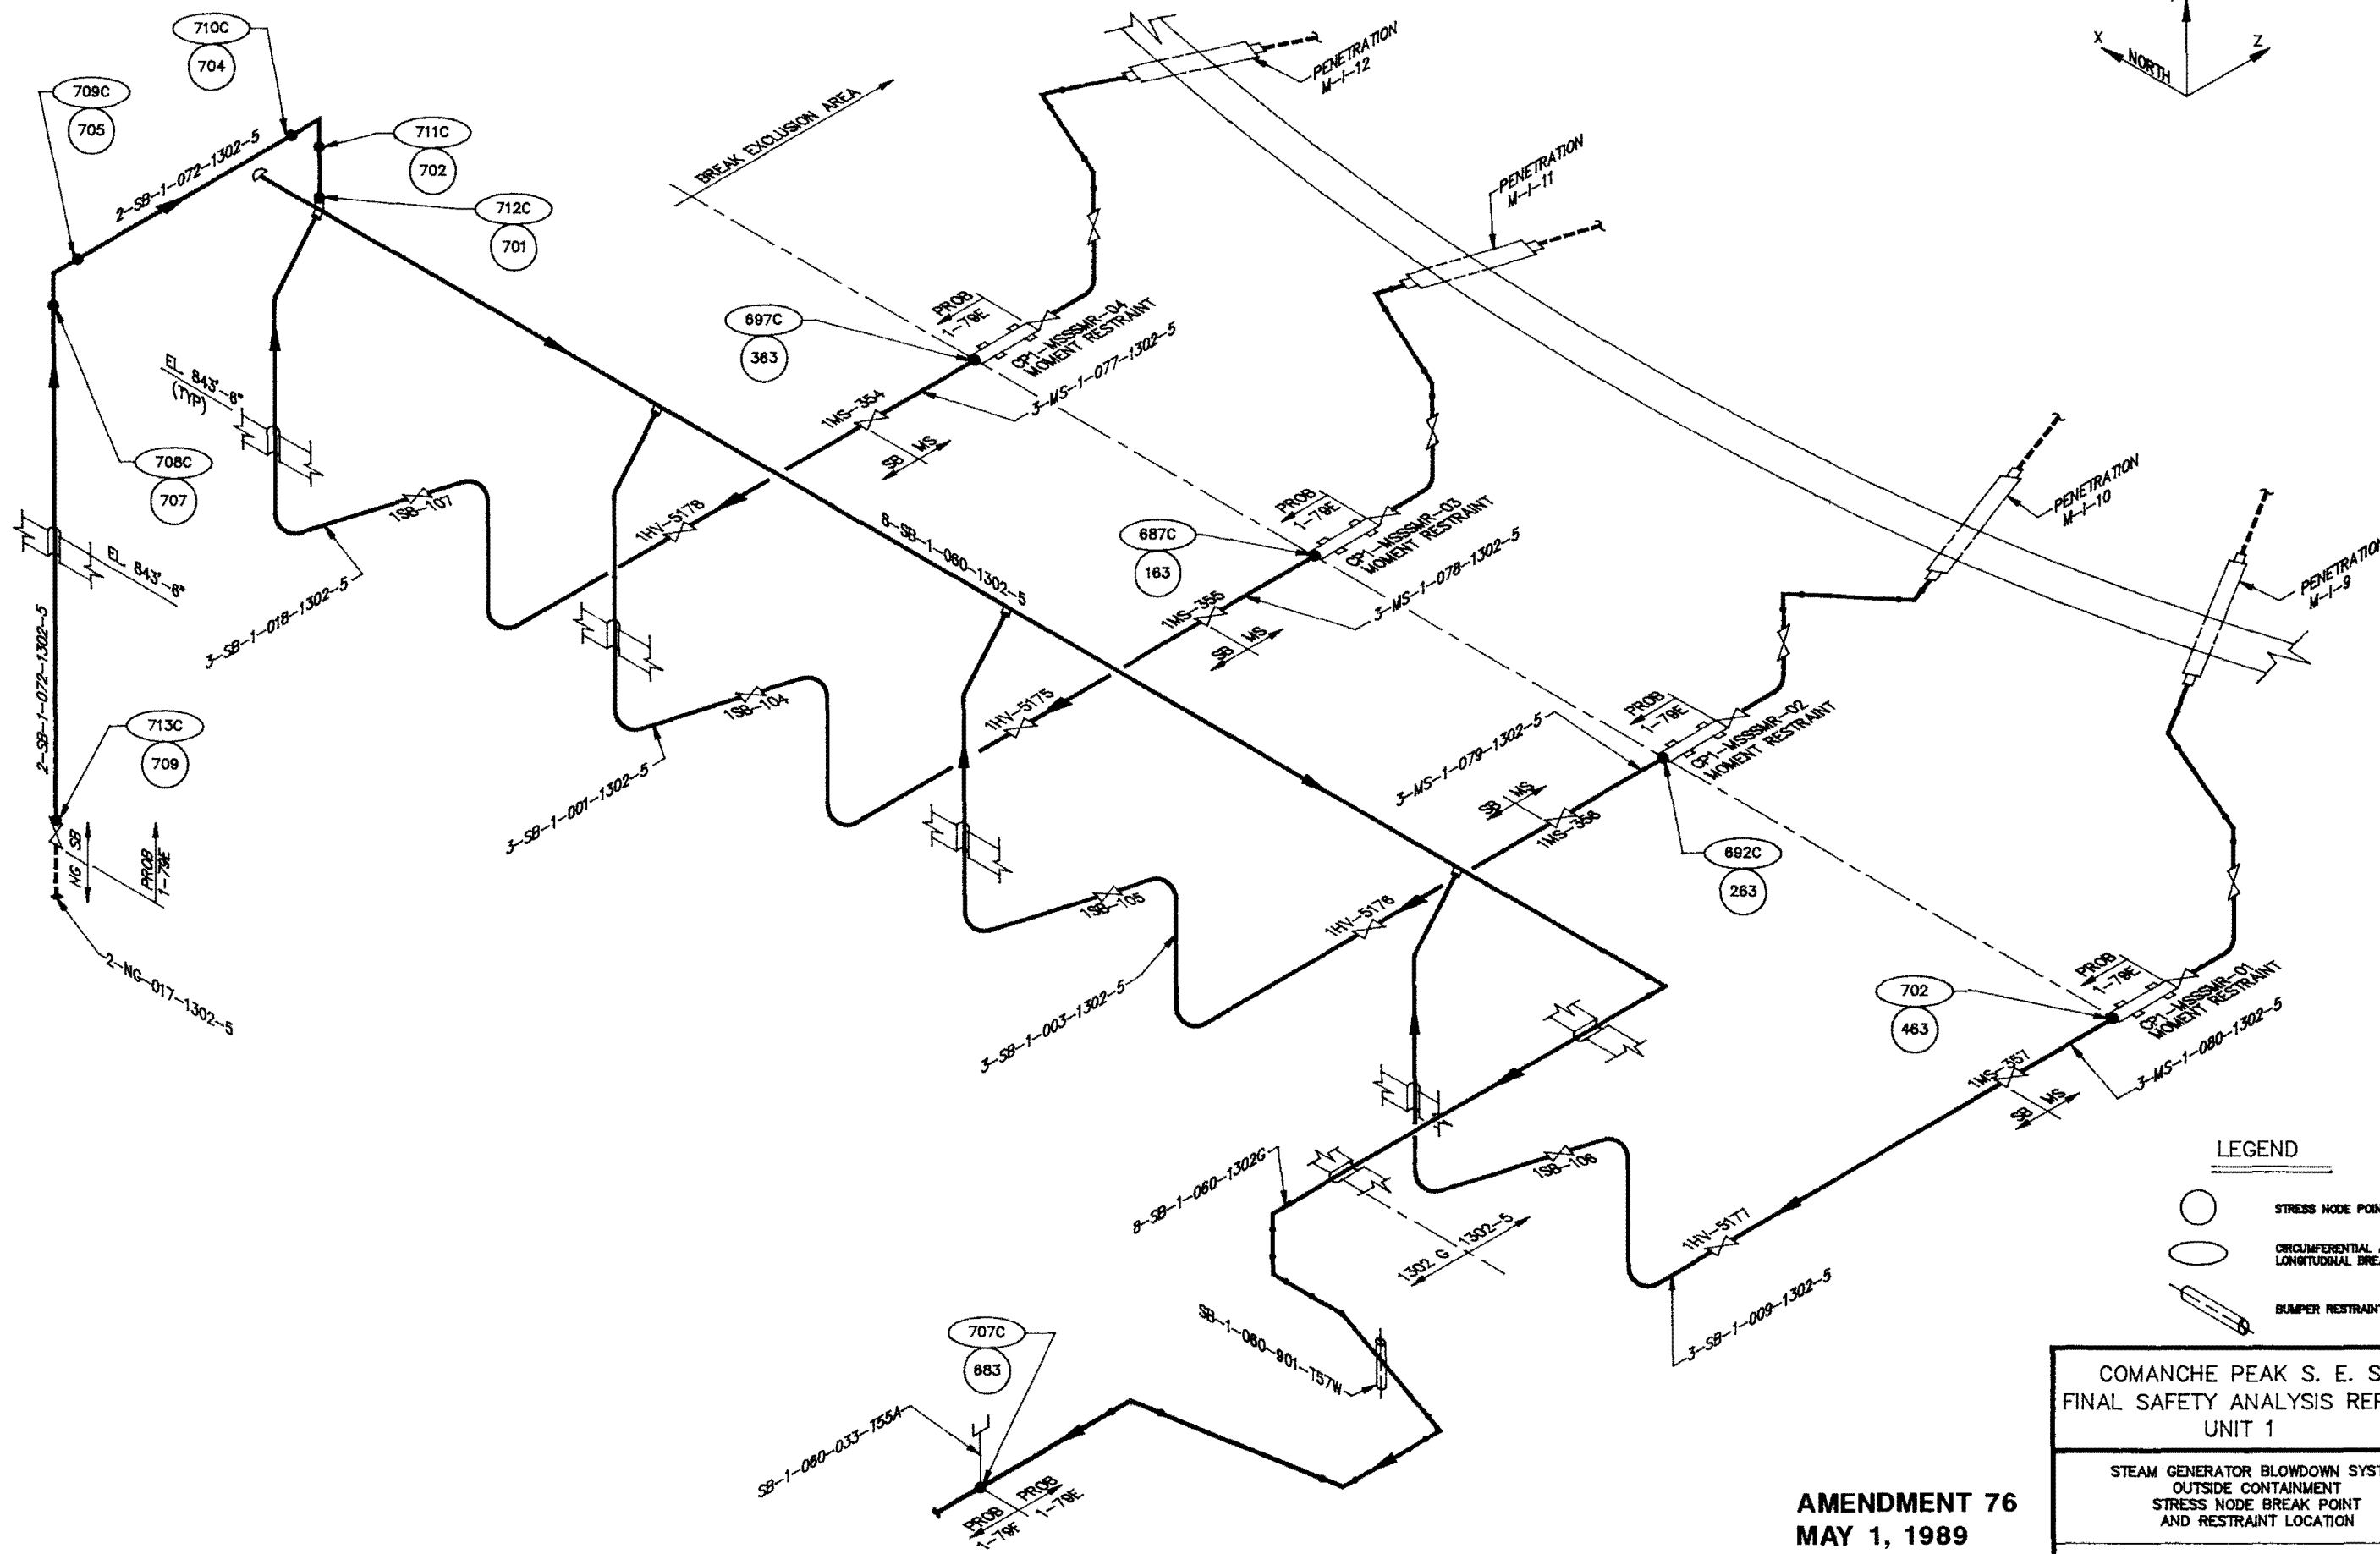 710C
704
709C
705
711C
702
712C
701
2-SB-1-072-1302-5
BREAK EXCLUSION AREA
PENETRATION
M-I-12
X
NORTH
Z
PENETRATION
M-I-11
697C
363
PROB
1-79E
CP1-MSSSMR-04
MOMENT RESTRAINT
3-MS-1-077-1302-5
1MS-354
SB MS
EL 843'-6"
(TYP)
708C
707
EL 843'-6"
2-SB-1-072-1302-5
1SB-107
3-SB-1-018-1302-5
1HV-5178
8-SB-1-060-1302-5
687C
163
PROB
1-79E
CP1-MSSSMR-03
MOMENT RESTRAINT
3-MS-1-078-1302-5
1MS-355
SB MS
PENETRATION
M-I-10
PENETRATION
M-I-9
713C
709
NG SB
PROB
1-79E
2-NG-017-1302-5
1SB-104
3-SB-1-001-1302-5
1HV-5175
PROB
1-79E
CP1-MSSSMR-02
MOMENT RESTRAINT
3-MS-1-079-1302-5
SB MS
1MS-356
692C
263
1SB-105
3-SB-1-003-1302-5
1HV-5176
702
463
PROB
1-79E
CP1-MSSSMR-01
MOMENT RESTRAINT
3-MS-1-080-1302-5
1MS-357
SB MS
8-SB-1-060-1302G
1302 G 1302-5
1SB-106
1HV-5177
3-SB-1-009-1302-5
SB-1-060-901-T57W
707C
683
SB-1-060-033-T55A
PROB PROB
1-79F 1-79E
LEGEND
STRESS NODE
CIRCUMFERENTIAL
LONGITUDINAL
BUMPER RESTRAINT
COMANCHE PEAK S. E. S
FINAL SAFETY ANALYSIS
UNIT 1
STEAM GENERATOR BLOWDOWN
OUTSIDE CONTAINMENT
STRESS NODE BREAK POINT
AND RESTRAINT LOCATION
AMENDMENT 76
MAY 1, 1989